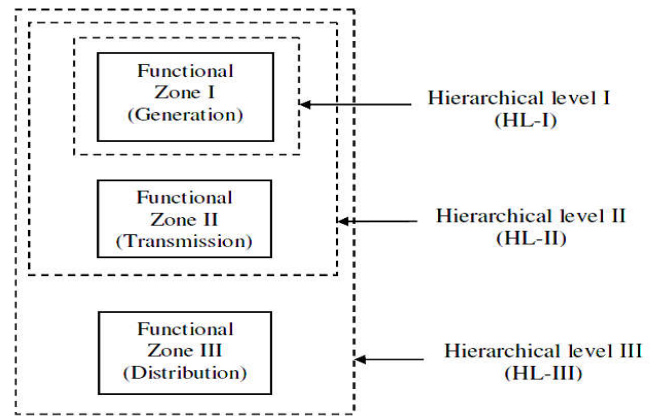 Functional
Zone I
(Generation)
Hierarchical level I
(HL-I)
Functional
Zone II
(Transmission)
Hierarchical level II
(HL-II)
Functional
Zone III
(Distribution)
Hierarchical level III
(HL-III)